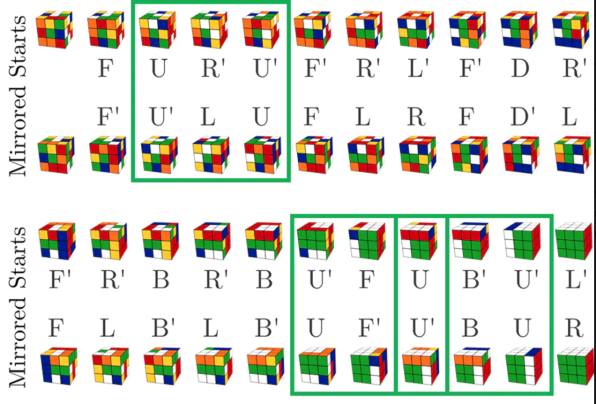 Mirrored Starts
F U R' U' F' R' L' F' D R'
F' U' L U F L R F D' L
Mirrored Starts
F' R' B R' B U' F U B' U' L'
F L B' L B' U F' U' B U R